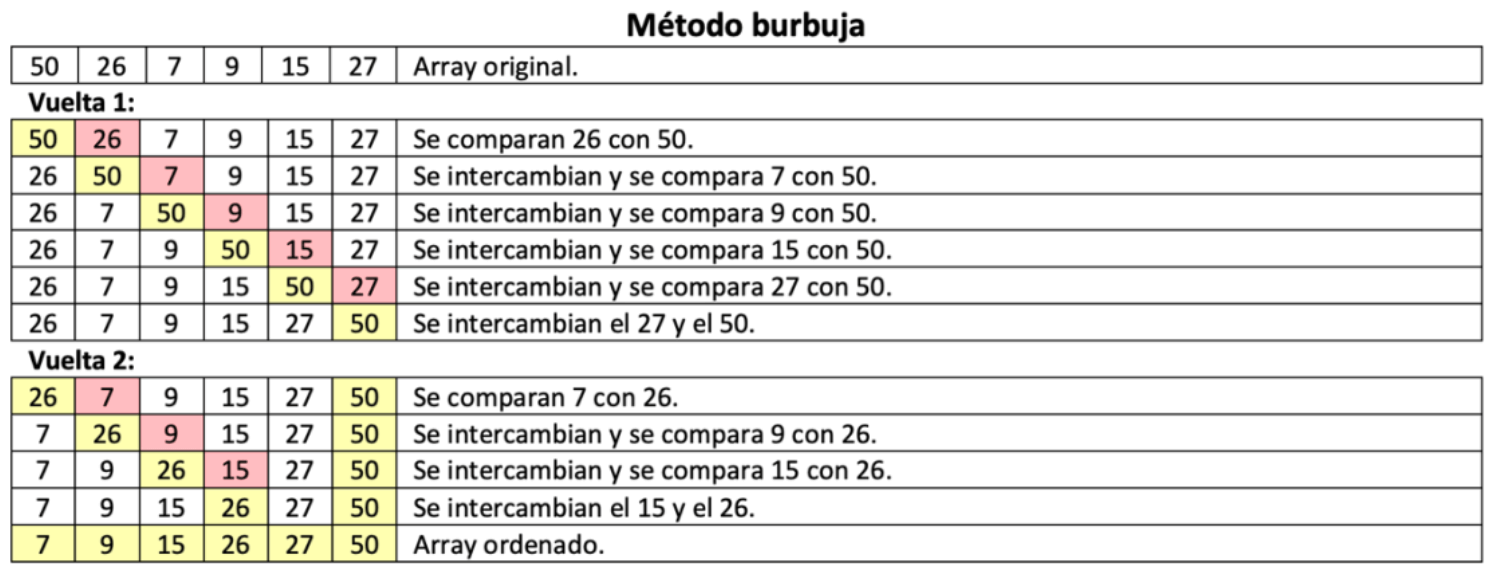 Método burbuja
50 26 7 9 15 27 Array original.
Vuelta 1:
50 26 7 9 15 27 Se comparan 26 con 50.
26 50 7 9 15 27 Se intercambian y se compara 7 con 50.
26 7 50 9 15 27 Se intercambian y se compara 9 con 50.
26 7 9 50 15 27 Se intercambian y se compara 15 con 50.
26 7 9 15 50 27 Se intercambian y se compara 27 con 50.
26 7 9 15 27 50 Se intercambian el 27 y el 50.
Vuelta 2:
26 7 9 15 27 50 Se comparan 7 con 26.
7 26 9 15 27 50 Se intercambian y se compara 9 con 26.
7 9 26 15 27 50 Se intercambian y se compara 15 con 26.
7 9 15 26 27 50 Se intercambian el 15 y el 26.
7 9 15 26 27 50 Array ordenado.